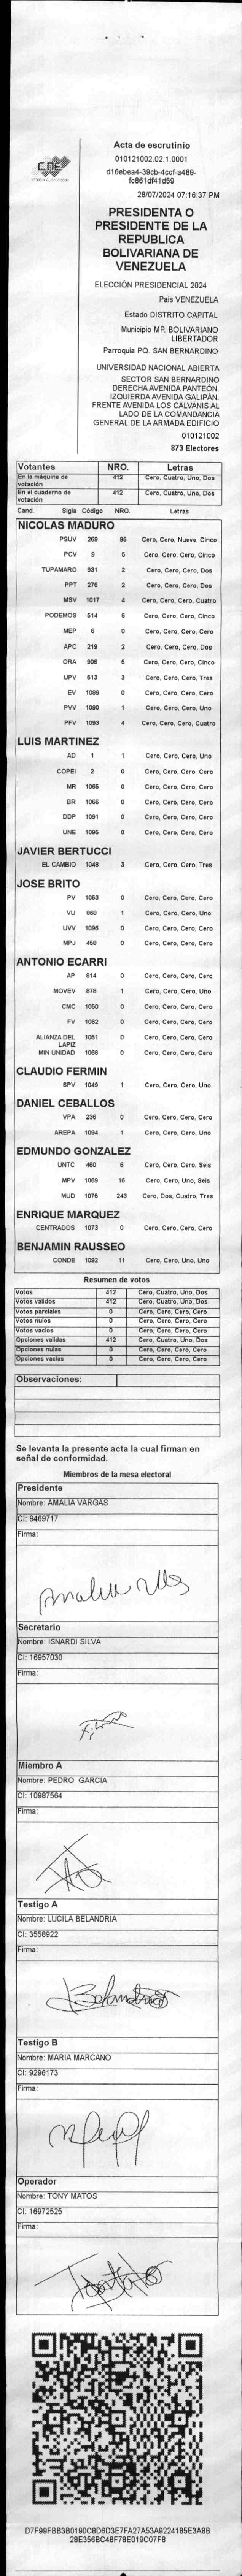 CNE
Acta de escrutinio
010121002.02.1.0001
d16ebea4-39cb-4ccf-a489-
fc861df41d59
28/07/2024 07:16:37 PM
PRESIDENTA O
PRESIDENTE DE LA
REPUBLICA
BOLIVARIANA DE
VENEZUELA
ELECCIÓN PRESIDENCIAL 2024
País VENEZUELA
Estado DISTRITO CAPITAL
Municipio MP. BOLIVARIANO
LIBERTADOR
Parroquia PQ. SAN BERNARDINO
UNIVERSIDAD NACIONAL ABIERTA
SECTOR SAN BERNARDINO
DERECHA AVENIDA PANTEÓN.
IZQUIERDA AVENIDA GALIPÁN.
FRENTE AVENIDA LOS CALVANIS AL
LADO DE LA COMANDANCIA
GENERAL DE LA ARMADA EDIFICIO
010121002
873 Electores
Votantes NRO. Letras
En la máquina de votación 412 Cero, Cuatro, Uno, Dos
En el cuaderno de votación 412 Cero, Cuatro, Uno, Dos
Cand. Sigla Código NRO. Letras
NICOLAS MADURO
PSUV 269 95 Cero, Cero, Nueve, Cinco
PCV 9 5 Cero, Cero, Cero, Cinco
TUPAMARO 931 2 Cero, Cero, Cero, Dos
PPT 276 2 Cero, Cero, Cero, Dos
MSV 1017 4 Cero, Cero, Cero, Cuatro
PODEMOS 514 5 Cero, Cero, Cero, Cinco
MEP 6 0 Cero, Cero, Cero, Cero
APC 219 2 Cero, Cero, Cero, Dos
ORA 906 5 Cero, Cero, Cero, Cinco
UPV 513 3 Cero, Cero, Cero, Tres
EV 1089 0 Cero, Cero, Cero, Cero
PVV 1090 1 Cero, Cero, Cero, Uno
PFV 1093 4 Cero, Cero, Cero, Cuatro
LUIS MARTINEZ
AD 1 1 Cero, Cero, Cero, Uno
COPEI 2 0 Cero, Cero, Cero, Cero
MR 1065 0 Cero, Cero, Cero, Cero
BR 1066 0 Cero, Cero, Cero, Cero
DDP 1091 0 Cero, Cero, Cero, Cero
UNE 1095 0 Cero, Cero, Cero, Cero
JAVIER BERTUCCI
EL CAMBIO 1048 3 Cero, Cero, Cero, Tres
JOSE BRITO
PV 1053 0 Cero, Cero, Cero, Cero
VU 868 1 Cero, Cero, Cero, Uno
UVV 1096 0 Cero, Cero, Cero, Cero
MPJ 458 0 Cero, Cero, Cero, Cero
ANTONIO ECARRI
AP 814 0 Cero, Cero, Cero, Cero
MOVEV 878 1 Cero, Cero, Cero, Uno
CMC 1050 0 Cero, Cero, Cero, Cero
FV 1062 0 Cero, Cero, Cero, Cero
ALIANZA DEL LAPIZ 1051 0 Cero, Cero, Cero, Cero
MIN UNIDAD 1068 0 Cero, Cero, Cero, Cero
CLAUDIO FERMIN
SPV 1049 1 Cero, Cero, Cero, Uno
DANIEL CEBALLOS
VPA 236 0 Cero, Cero, Cero, Cero
AREPA 1094 1 Cero, Cero, Cero, Uno
EDMUNDO GONZALEZ
UNTC 460 6 Cero, Cero, Cero, Seis
MPV 1069 16 Cero, Cero, Uno, Seis
MUD 1075 243 Cero, Dos, Cuatro, Tres
ENRIQUE MARQUEZ
CENTRADOS 1073 0 Cero, Cero, Cero, Cero
BENJAMIN RAUSSEO
CONDE 1092 11 Cero, Cero, Uno, Uno
Resumen de votos
Votos 412 Cero, Cuatro, Uno, Dos
Votos validos 412 Cero, Cuatro, Uno, Dos
Votos parciales 0 Cero, Cero, Cero, Cero
Votos nulos 0 Cero, Cero, Cero, Cero
Votos vacios 0 Cero, Cero, Cero, Cero
Opciones validas 412 Cero, Cuatro, Uno, Dos
Opciones nulas 0 Cero, Cero, Cero, Cero
Opciones vacias 0 Cero, Cero, Cero, Cero
Observaciones:
Se levanta la presente acta la cual firman en
señal de conformidad.
Miembros de la mesa electoral
Presidente
Nombre: AMALIA VARGAS
CI: 9469717
Firma:
Secretario
Nombre: ISNARDI SILVA
CI: 16957030
Firma:
Miembro A
Nombre: PEDRO GARCIA
CI: 10987564
Firma:
Testigo A
Nombre: LUCILA BELANDRIA
CI: 3558922
Firma:
Testigo B
Nombre: MARIA MARCANO
CI: 9296173
Firma:
Operador
Nombre: TONY MATOS
CI: 16972525
Firma:
D7F99FBB3B0190C8D6D3E7FA27A53A9224185E3ABB
28E356BC48F78E019C07F8